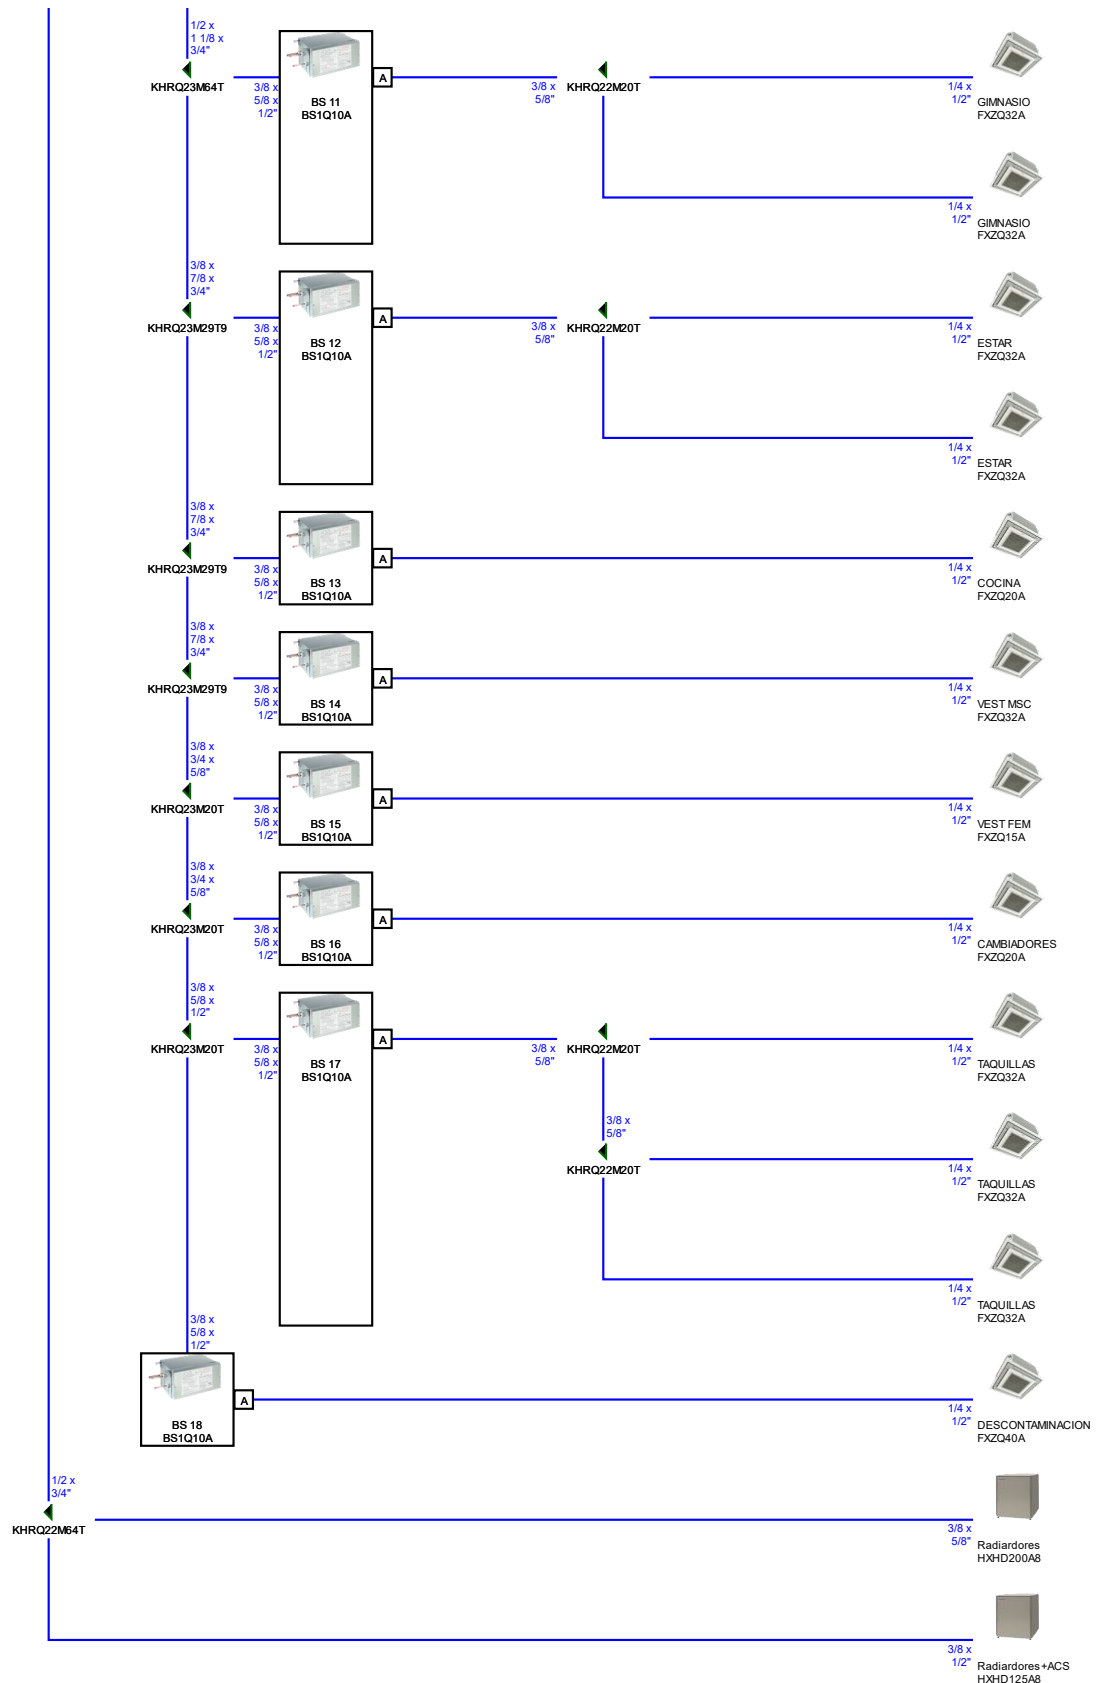 1/2 x
1 1/8 x
3/4"
KHRQ23M64T
3/8 x
5/8 x
1/2"
BS 11
BS1Q10A
A
3/8 x
5/8"
KHRQ22M20T
1/4 x
1/2"
GIMNASIO
FXZQ32A
1/4 x
1/2"
GIMNASIO
FXZQ32A
3/8 x
7/8 x
3/4"
KHRQ23M29T9
3/8 x
5/8 x
1/2"
BS 12
BS1Q10A
A
3/8 x
5/8"
KHRQ22M20T
1/4 x
1/2"
ESTAR
FXZQ32A
1/4 x
1/2"
ESTAR
FXZQ32A
3/8 x
7/8 x
3/4"
KHRQ23M29T9
3/8 x
5/8 x
1/2"
BS 13
BS1Q10A
A
1/4 x
1/2"
COCINA
FXZQ20A
3/8 x
7/8 x
3/4"
KHRQ23M29T9
3/8 x
5/8 x
1/2"
BS 14
BS1Q10A
A
1/4 x
1/2"
VEST MSC
FXZQ32A
3/8 x
3/4 x
5/8"
KHRQ23M20T
3/8 x
5/8 x
1/2"
BS 15
BS1Q10A
A
1/4 x
1/2"
VEST FEM
FXZQ15A
3/8 x
3/4 x
5/8"
KHRQ23M20T
3/8 x
5/8 x
1/2"
BS 16
BS1Q10A
A
1/4 x
1/2"
CAMBIADORES
FXZQ20A
3/8 x
5/8 x
1/2"
KHRQ23M20T
3/8 x
5/8 x
1/2"
BS 17
BS1Q10A
A
3/8 x
5/8"
KHRQ22M20T
1/4 x
1/2"
TAQUILLAS
FXZQ32A
3/8 x
5/8"
KHRQ22M20T
1/4 x
1/2"
TAQUILLAS
FXZQ32A
1/4 x
1/2"
TAQUILLAS
FXZQ32A
3/8 x
5/8 x
1/2"
BS 18
BS1Q10A
A
1/4 x
1/2"
DESCONTAMINACION
FXZQ40A
1/2 x
3/4"
KHRQ22M64T
3/8 x
5/8"
Radiardores
HXHD200A8
3/8 x
1/2"
Radiardores+ACS
HXHD125A8